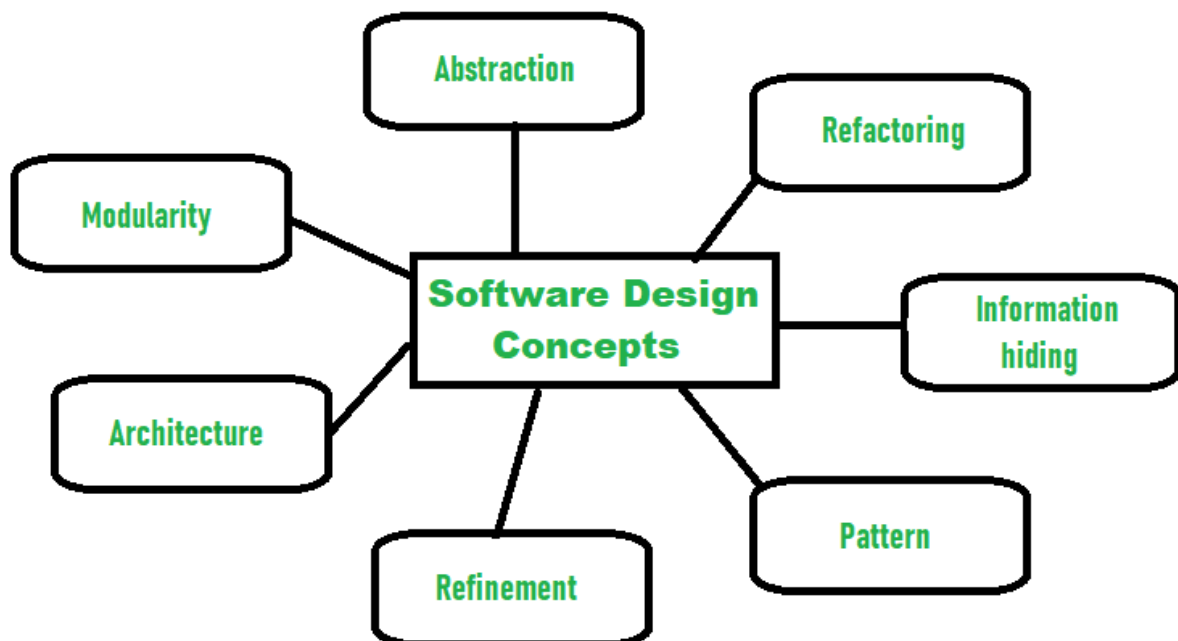 Abstraction
Refactoring
Modularity
Software Design
Concepts
Information
hiding
Architecture
Pattern
Refinement